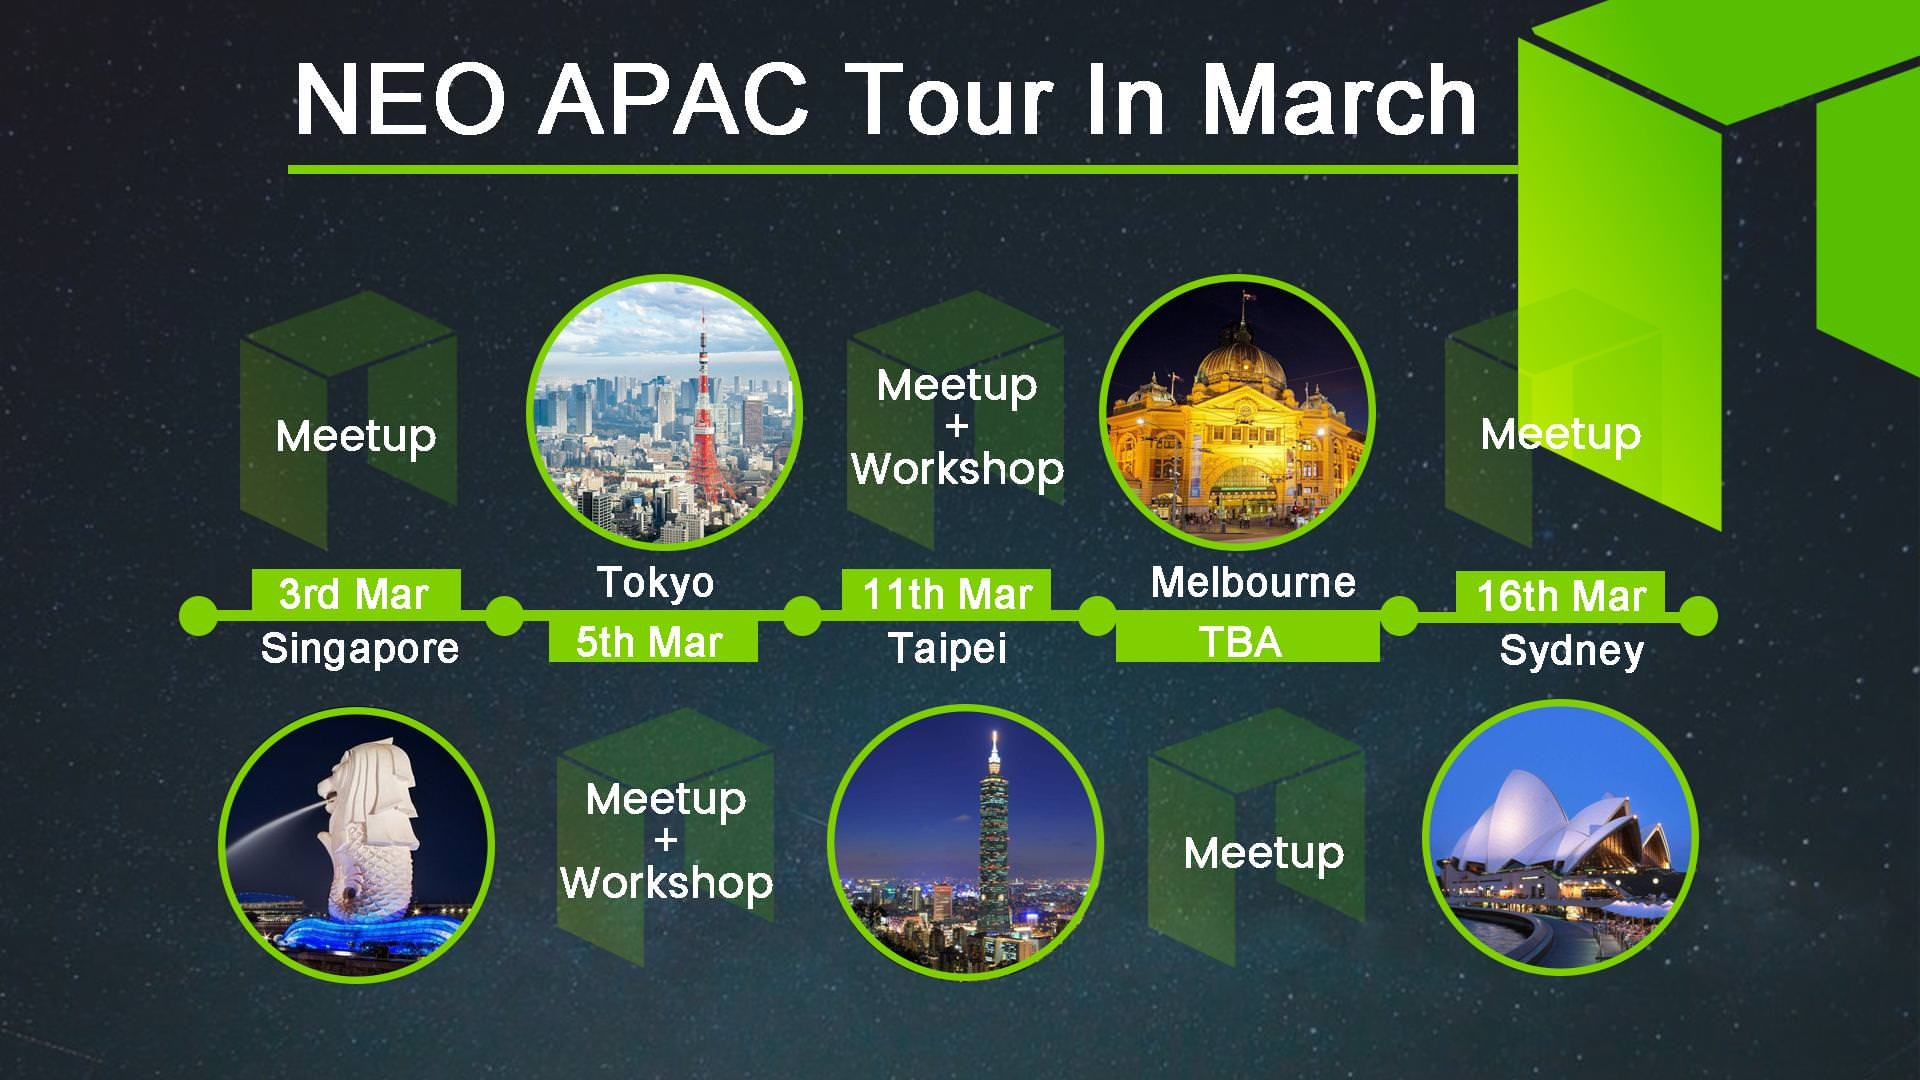 NEO APAC Tour In March
Meetup
Meetup
+
Workshop
Meetup
3rd Mar
Singapore
Tokyo
5th Mar
11th Mar
Taipei
Melbourne
TBA
16th Mar
Sydney
Meetup
+
Workshop
Meetup